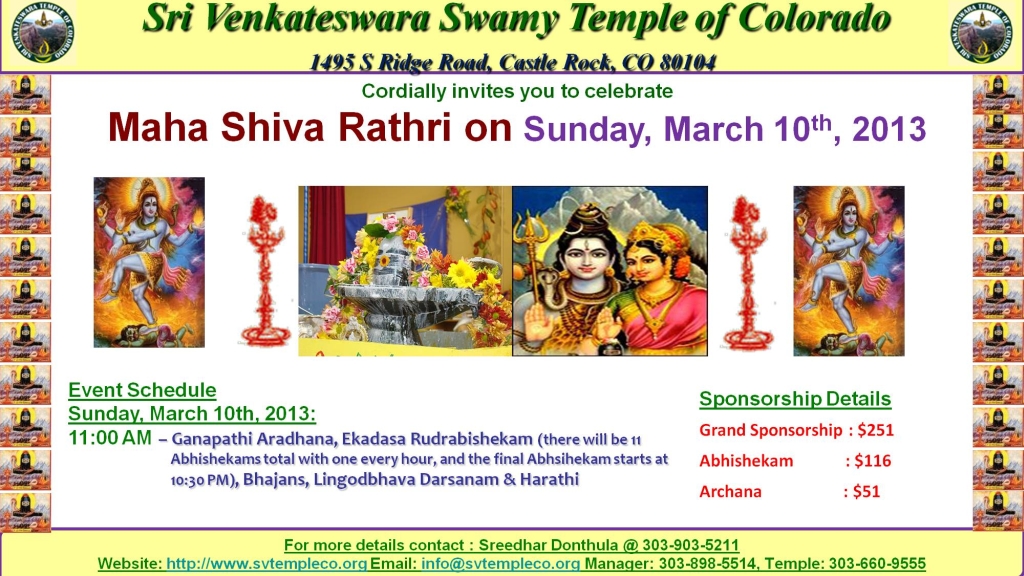 Sri Venkateswara Swamy Temple of Colorado
1495 S Ridge Road, Castle Rock, CO 80104
Cordially invites you to celebrate
Maha Shiva Rathri on Sunday, March 10th, 2013
Event Schedule
Sunday, March 10th, 2013:
11:00 AM – Ganapathi Aradhana, Ekadasa Rudrabishekam (there will be 11
Abhishekams total with one every hour, and the final Abhsihekam starts at
10:30 PM), Bhajans, Lingodbhava Darsanam & Harathi
Sponsorship Details
Grand Sponsorship : $251
Abhishekam : $116
Archana : $51
For more details contact : Sreedhar Donthula @ 303-903-5211
Website: http://www.svtempleco.org Email: info@svtempleco.org Manager: 303-898-5514, Temple: 303-660-9555